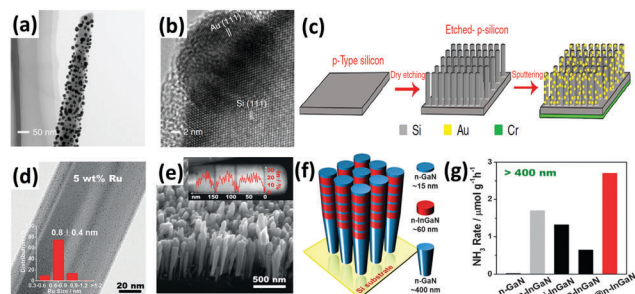 (a)
50 nm
(b)
Au (111)
Si (111)
2 nm
(c)
p-Type silicon
Dry etching
Etched- p-silicon
Sputtering
Si
Au
Cr
(d)
5 wt% Ru
0.8 ± 0.4 nm
Ru Size / nm
20 nm
(e)
nm 150 100 50 0
500 nm
(f)
n-GaN
~15 nm
n-InGaN
~60 nm
n-GaN
~400 nm
Si substrate
(g)
> 400 nm
NH3 Rate / μmol g-1 h-1
3
2
1
0
n-GaN